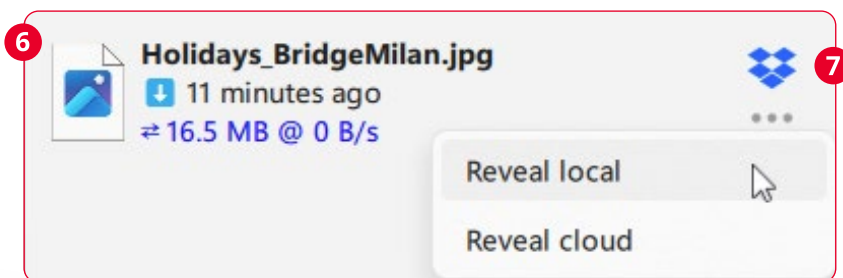 6
Holidays_BridgeMilan.jpg
7
11 minutes ago
⇄ 16.5 MB @ 0 B/s
Reveal local
Reveal cloud